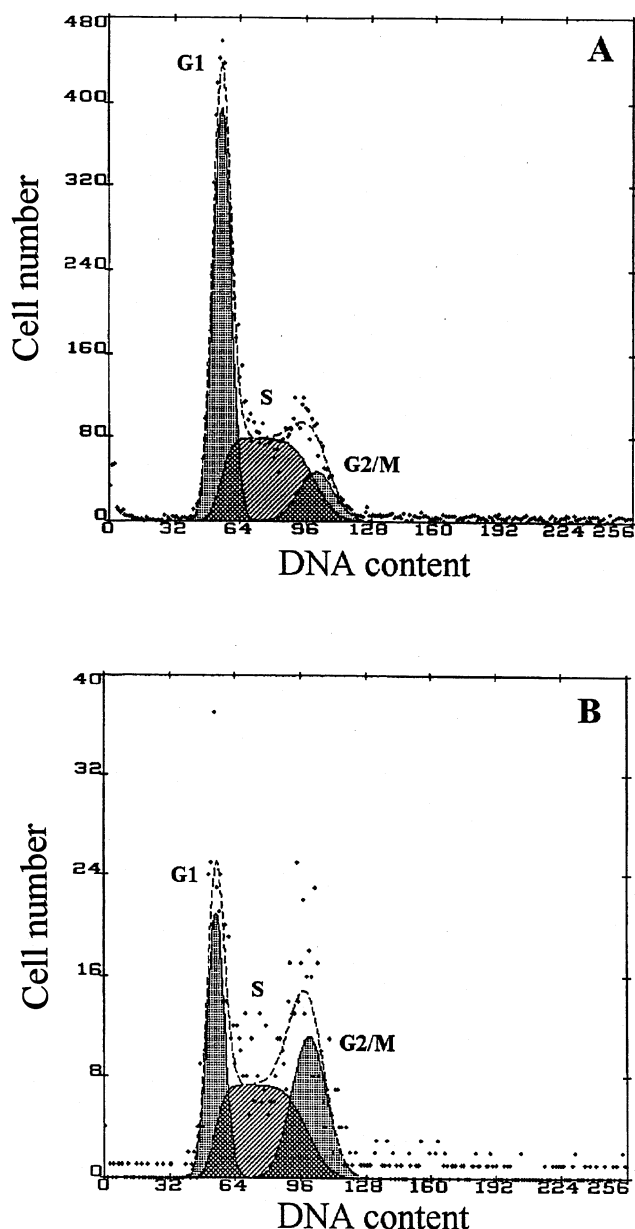 480
A
G1
400
320
240
160
S
80
G2/M
0
0 32 64 96 128 160 192 224 256
Cell number
DNA content
40
B
32
24
G1
16
S
G2/M
8
0
0 32 64 96 128 160 192 224 256
Cell number
DNA content